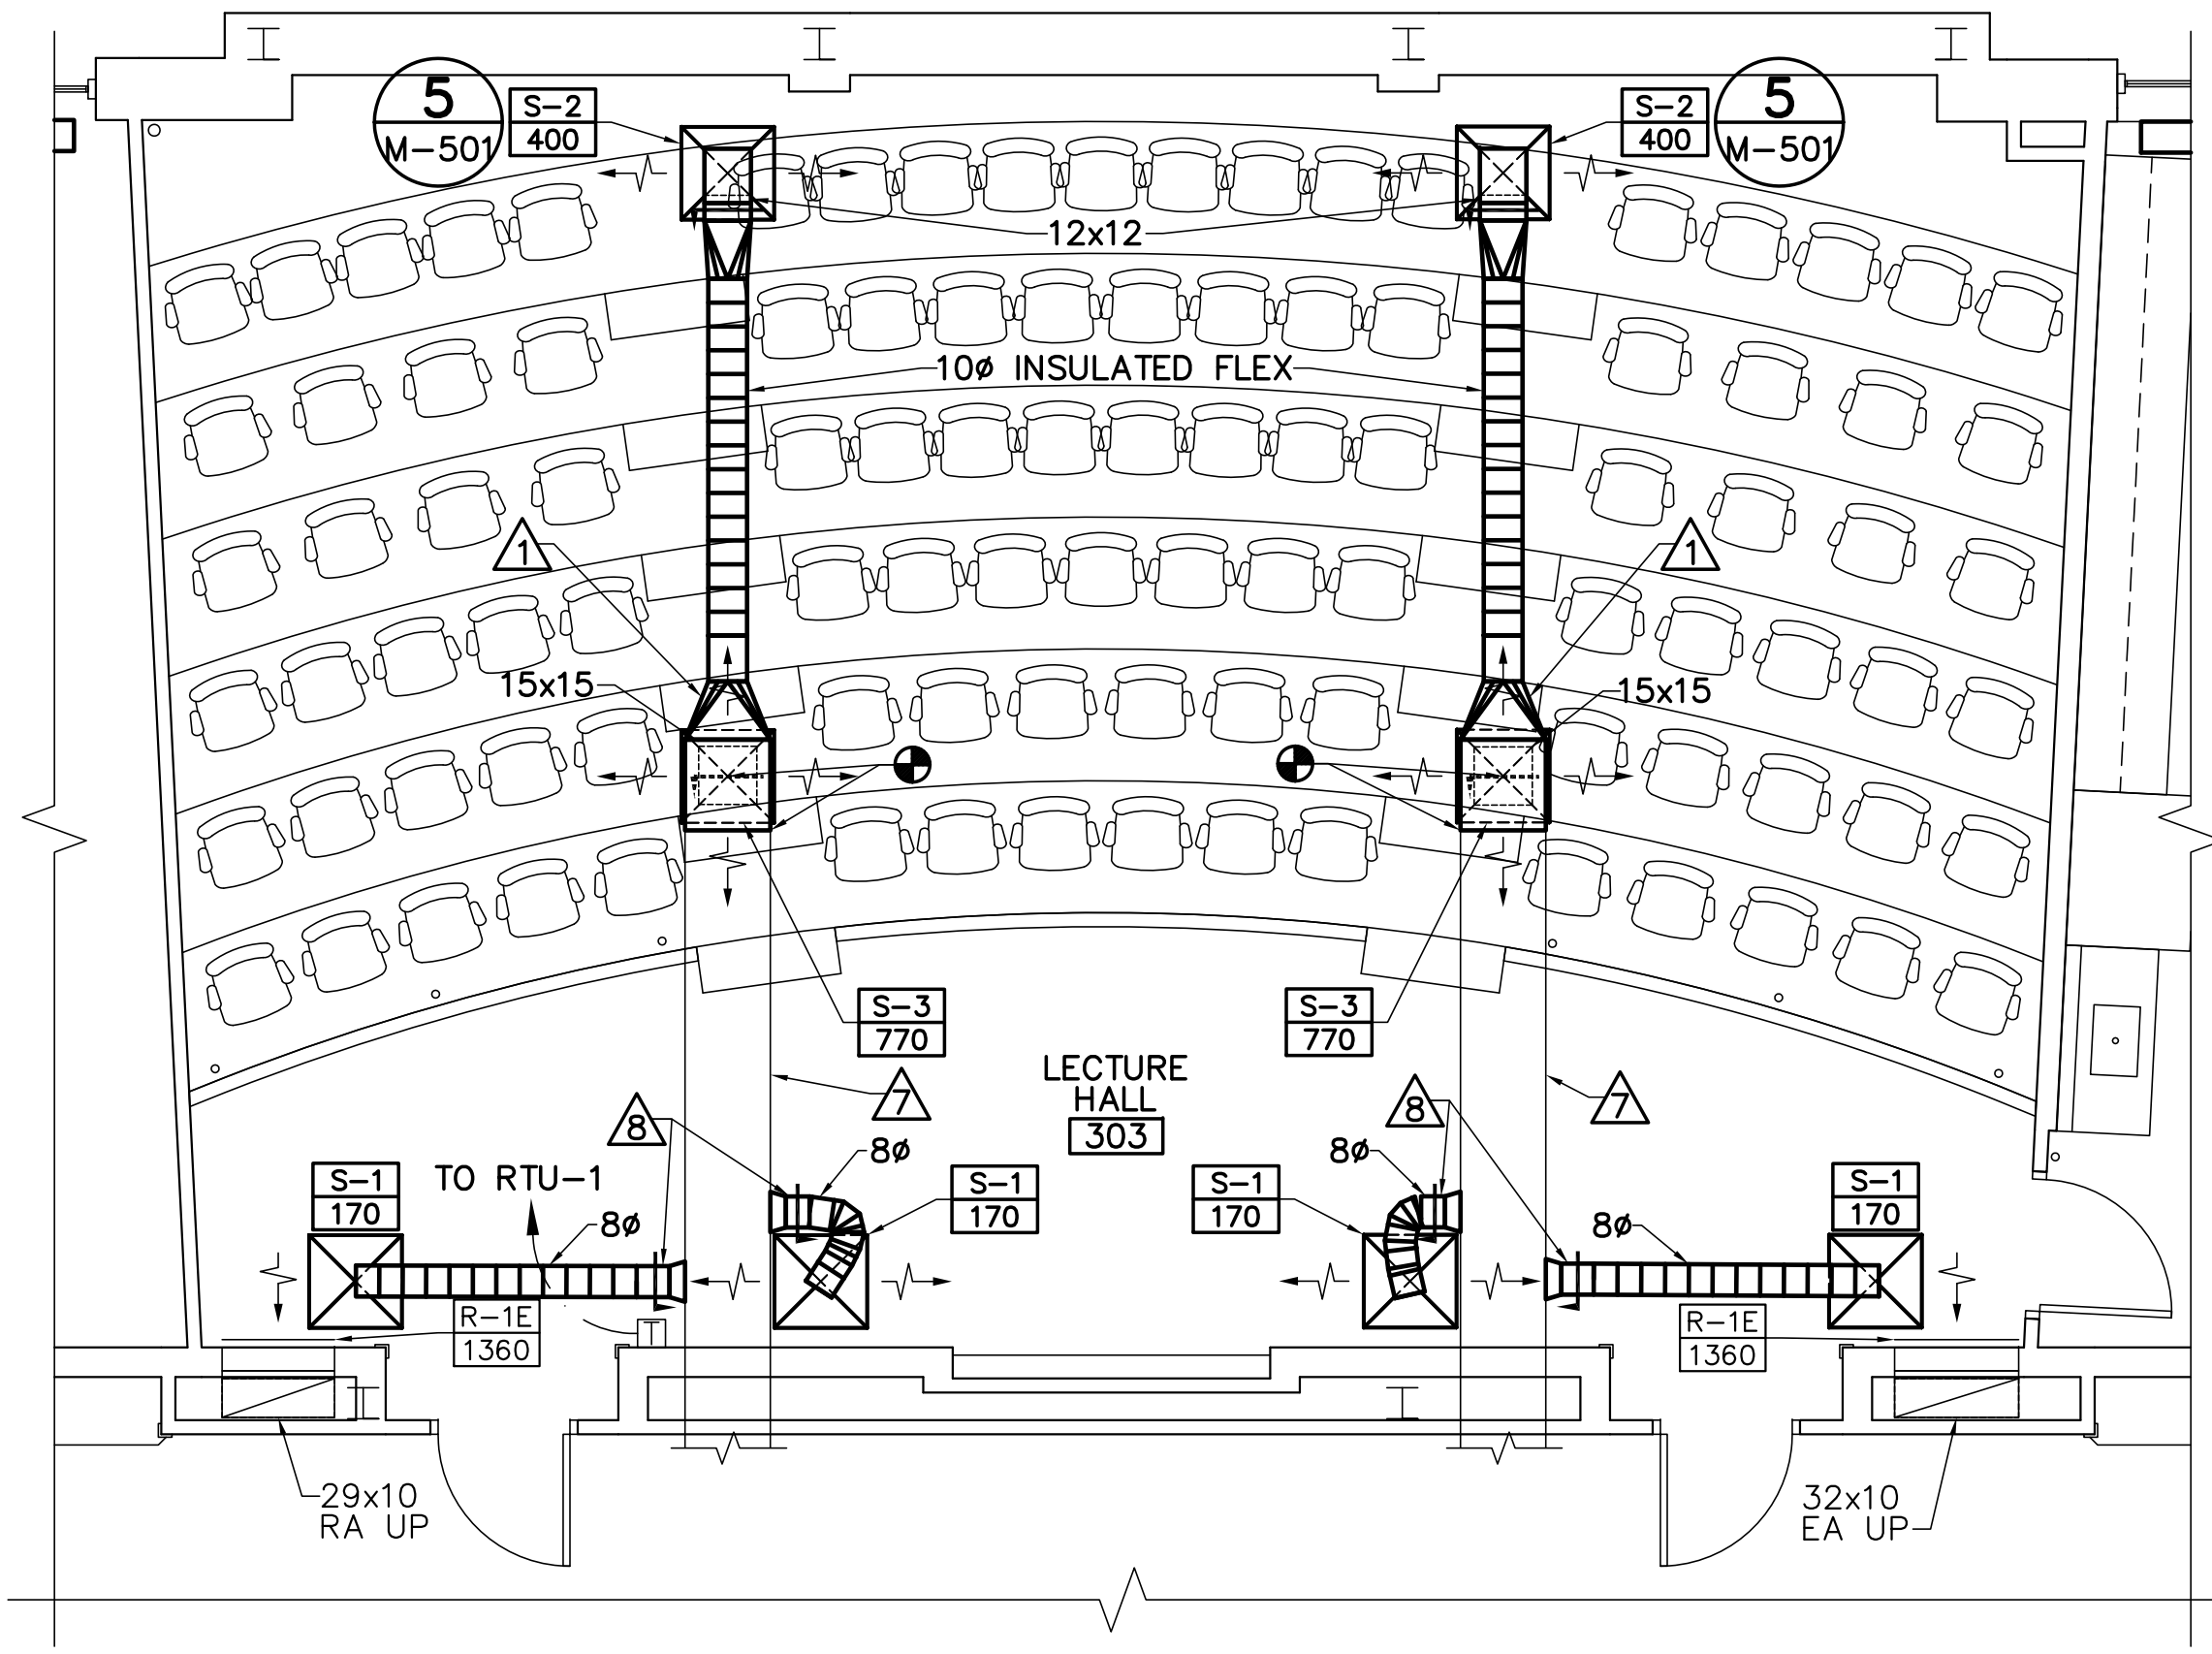 5
M-501
S-2
400
S-2
400
5
M-501
12x12
10ø INSULATED FLEX
1
1
15x15
15x15
S-3
770
S-3
770
LECTURE
HALL
303
7
7
8
8
8ø
8ø
S-1
170
TO RTU-1
S-1
170
S-1
170
S-1
170
8ø
8ø
R-1E
1360
R-1E
1360
29x10
RA UP
32x10
EA UP